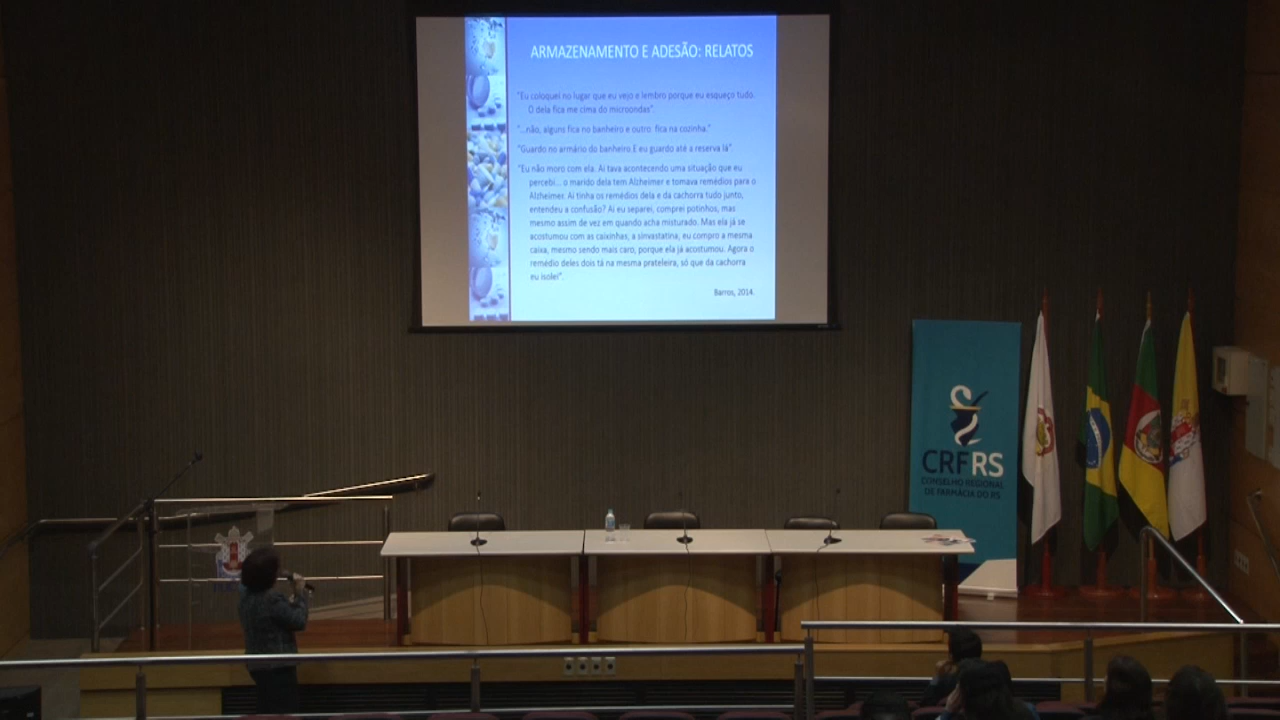 ARMAZENAMENTO E ADESÃO: RELATOS
"Eu coloquei no lugar que eu vejo e lembro porque eu esqueço tudo.
O dela fica me cima do microondas".
"...não, alguns fica no banheiro e outro fica na cozinha."
"Guardo no armário do banheiro.E eu guardo até a reserva lá"
"Eu não moro com ela. Aí tava acontecendo uma situação que eu
percebi... o marido dela tem Alzheimer e tomava remédios para o
Alzheimer. Aí tinha os remédios dela e da cachorra tudo junto,
entendeu a confusão? Aí eu separei, comprei potinhos, mas
mesmo assim de vez em quando acha misturado. Mas ela já se
acostumou com as caixinhas, a sinvastatina, eu compro a mesma
caixa, mesmo sendo mais caro, porque ela já acostumou. Agora o
remédio deles dois tá na mesma prateleira, só que da cachorra
eu isolei".
Barros, 2014.
CRFRS
CONSELHO REGIONAL
DE FARMÁCIA DO RS